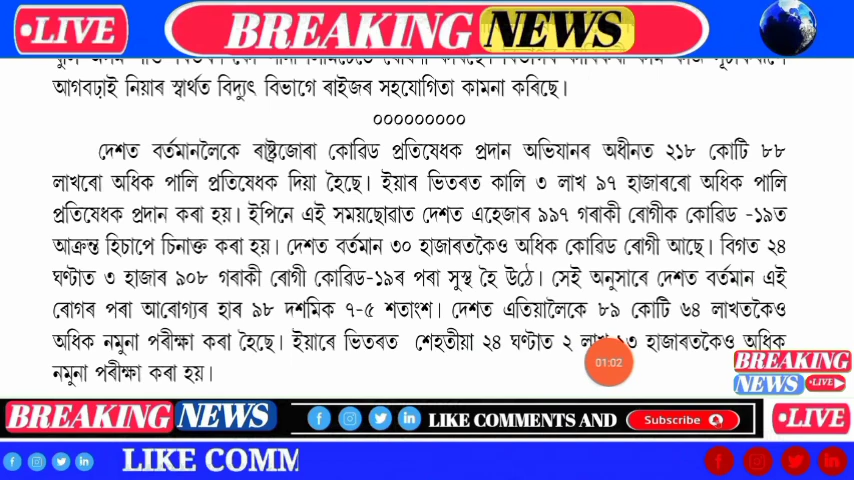 LIVE BREAKING NEWS
আগবঢ়াই নিয়াৰ স্বাৰ্থত বিদ্যুৎ বিভাগে ৰাইজৰ সহযোগিতা কামনা কৰিছে।
০০০০০০০০০
দেশত বৰ্তমানলৈকে ৰাষ্ট্ৰজোৰা কোৱিড প্ৰতিষেধক প্ৰদান অভিযানৰ অধীনত ২১৮ কোটি ৮৮
লাখৰো অধিক পালি প্ৰতিষেধক দিয়া হৈছে। ইয়াৰ ভিতৰত কালি ৩ লাখ ৯৭ হাজাৰৰো অধিক পালি
প্ৰতিষেধক প্ৰদান কৰা হয়। ইপিনে এই সময়ছোৱাত দেশত এহেজাৰ ৯৯৭ গৰাকী ৰোগীক কোৱিড -১৯ত
আক্ৰান্ত হিচাপে চিনাক্ত কৰা হয়। দেশত বৰ্তমান ৩০ হাজাৰতকৈও অধিক কোৱিড ৰোগী আছে। বিগত ২৪
ঘণ্টাত ৩ হাজাৰ ৯০৮ গৰাকী ৰোগী কোৱিড-১৯ৰ পৰা সুস্থ হৈ উঠে। সেই অনুসাৰে দেশত বৰ্তমান এই
ৰোগৰ পৰা আৰোগ্যৰ হাৰ ৯৮ দশমিক ৭-৫ শতাংশ। দেশত এতিয়ালৈকে ৮৯ কোটি ৬৪ লাখতকৈও
অধিক নমুনা পৰীক্ষা কৰা হৈছে। ইয়াৰে ভিতৰত শেহতীয়া ২৪ ঘণ্টাত ২ হাজাৰতকৈও অধিক
নমুনা পৰীক্ষা কৰা হয়।
01:02
BREAKING
NEWS LIVE
BREAKING NEWS LIKE COMMENTS AND Subscribe LIVE
LIKE COMM